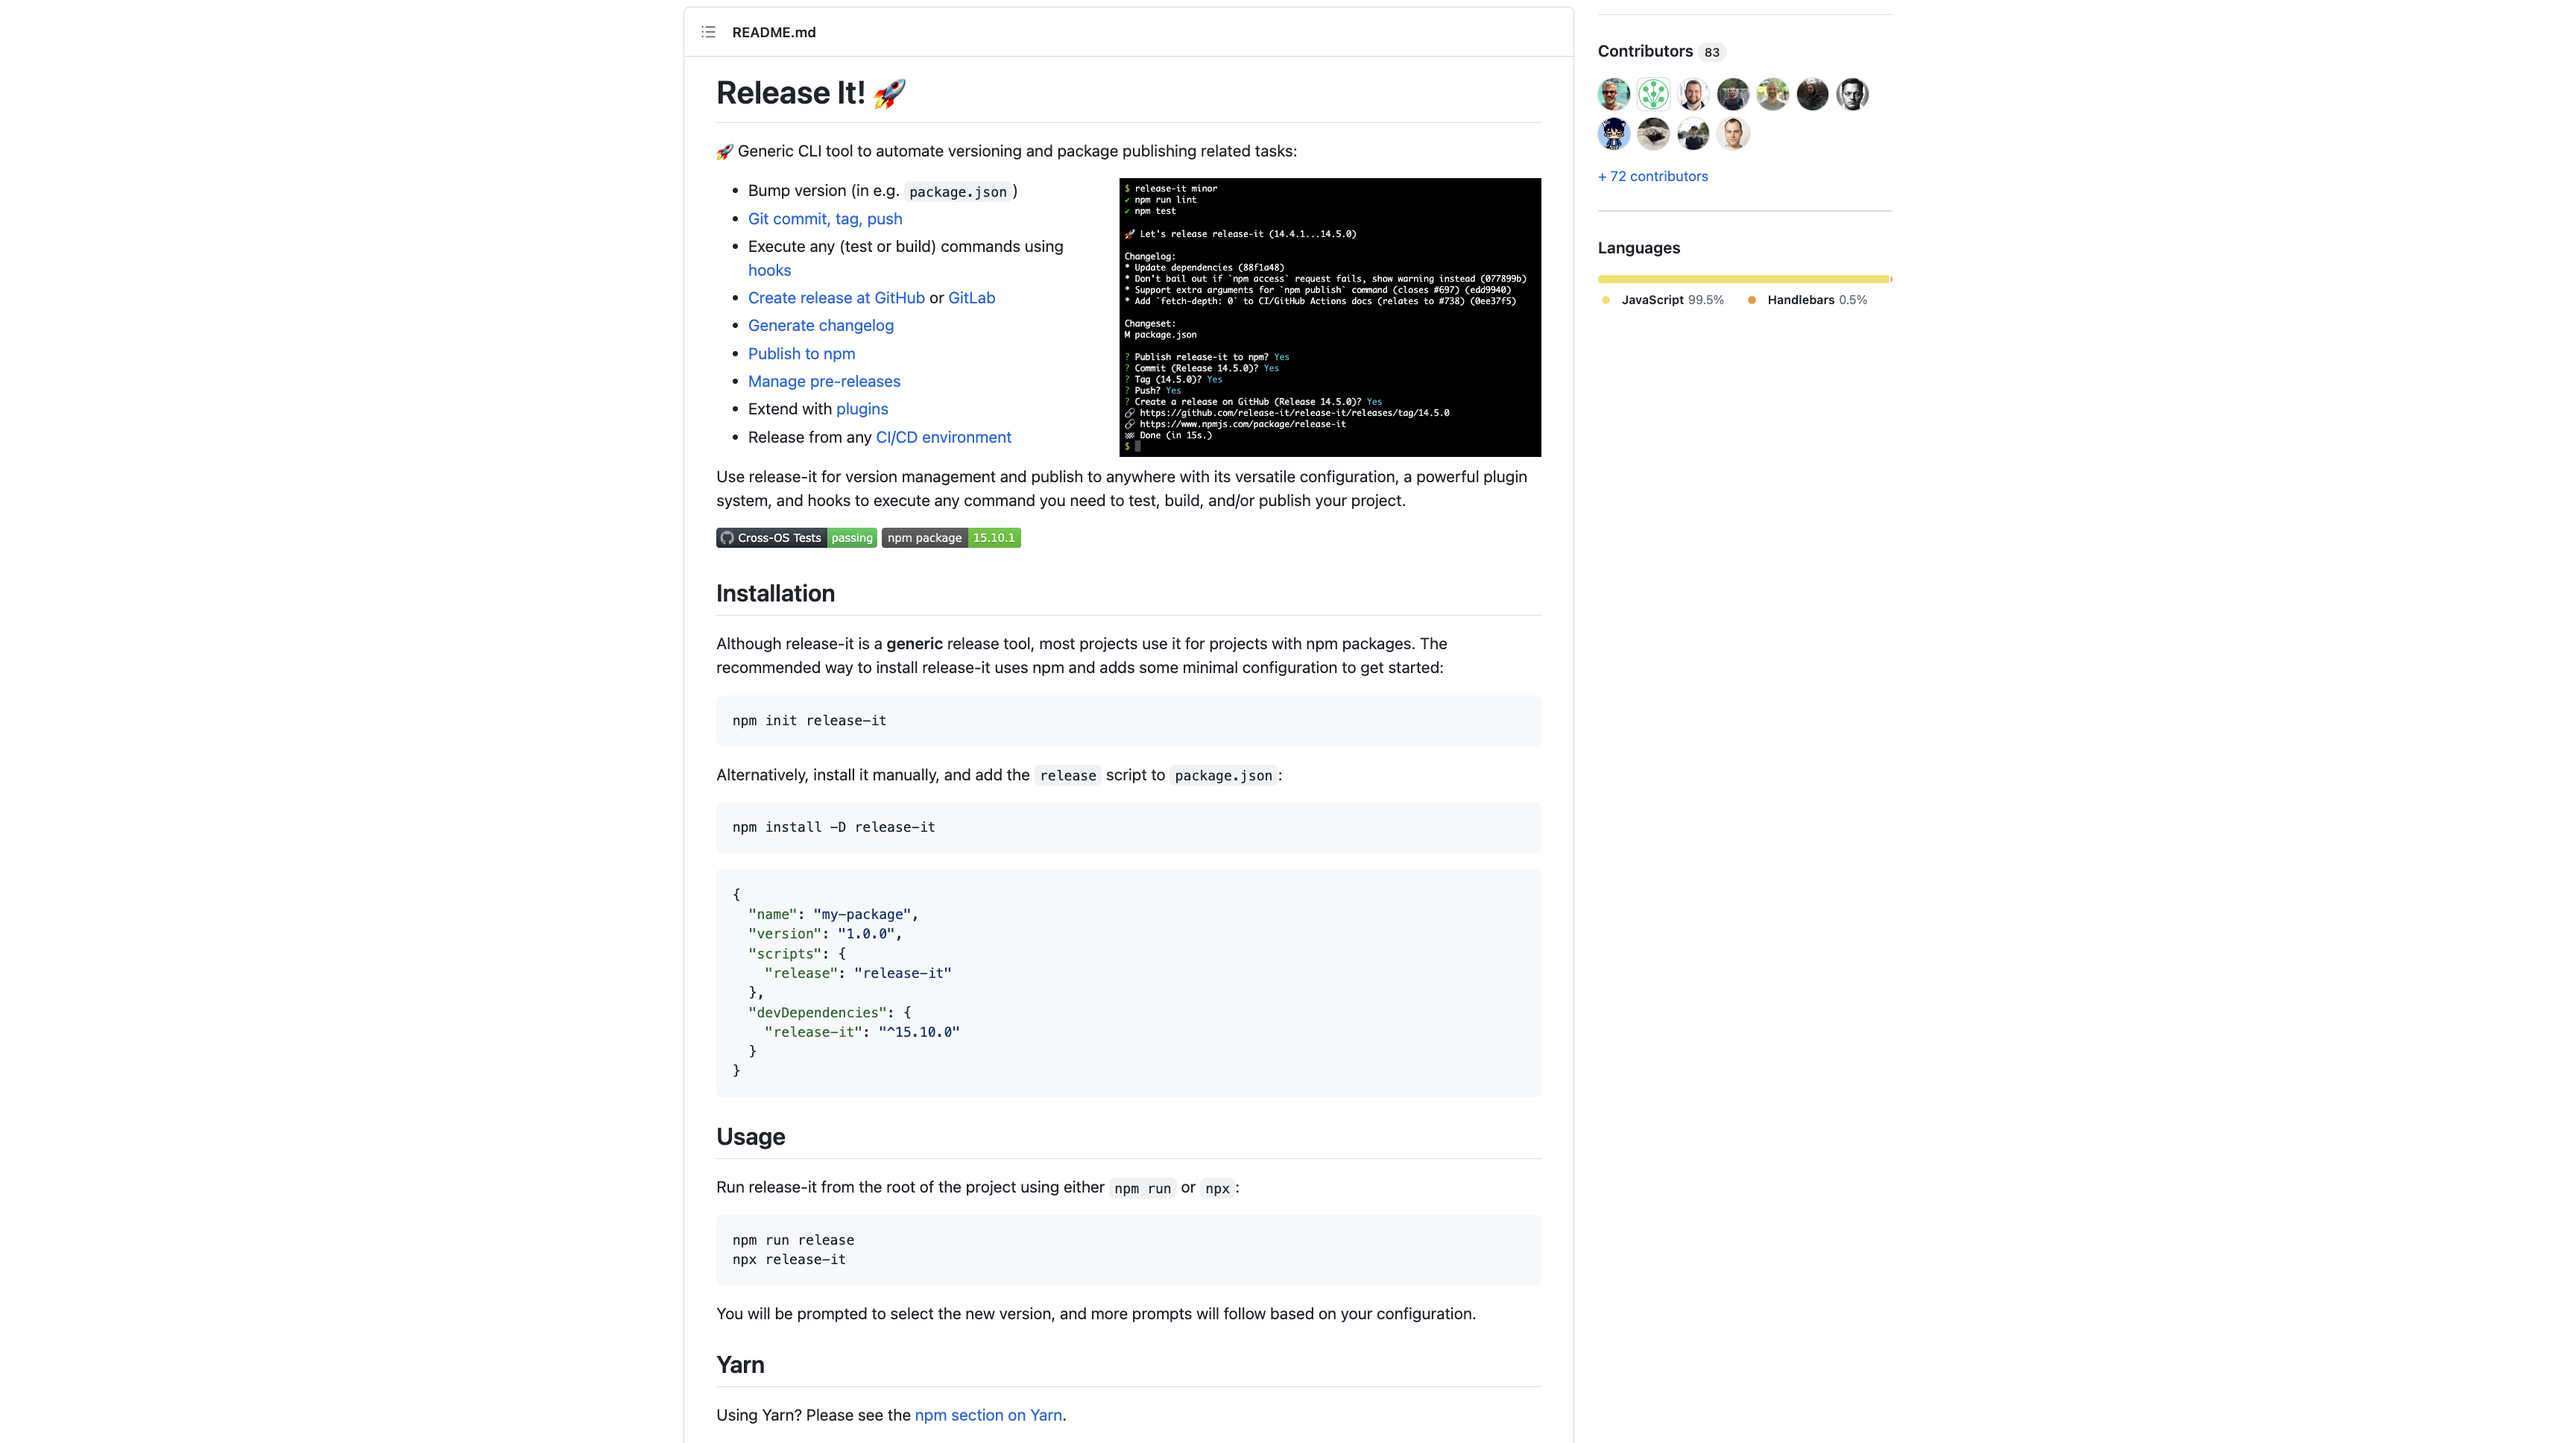 README.md
Release It! 🚀
🚀 Generic CLI tool to automate versioning and package publishing related tasks:
• Bump version (in e.g. package.json)
• Git commit, tag, push
• Execute any (test or build) commands using
hooks
• Create release at GitHub or GitLab
• Generate changelog
• Publish to npm
• Manage pre-releases
• Extend with plugins
• Release from any CI/CD environment
$ release-it minor
✔ npm run lint
✔ npm test
🚀 Let's release release-it (14.4.1...14.5.0)
Changelog:
* Update dependencies (88f1a48)
* Don't bail out if `npm access` request fails, show warning instead (077899b)
* Support extra arguments for `npm publish` command (closes #697) (edd9940)
* Add `fetch-depth: 0` to CI/GitHub Actions docs (relates to #738) (0ee37f5)
Changeset:
M package.json
? Publish release-it to npm? Yes
? Commit (Release 14.5.0)? Yes
? Tag (14.5.0)? Yes
? Push? Yes
? Create a release on GitHub (Release 14.5.0)? Yes
🔗 https://github.com/release-it/release-it/releases/tag/14.5.0
🔗 https://www.npmjs.com/package/release-it
🏁 Done (in 15s.)
$
Use release-it for version management and publish to anywhere with its versatile configuration, a powerful plugin
system, and hooks to execute any command you need to test, build, and/or publish your project.
Cross-OS Tests passing npm package 15.10.1
Installation
Although release-it is a generic release tool, most projects use it for projects with npm packages. The
recommended way to install release-it uses npm and adds some minimal configuration to get started:
npm init release-it
Alternatively, install it manually, and add the release script to package.json:
npm install -D release-it
{
  "name": "my-package",
  "version": "1.0.0",
  "scripts": {
    "release": "release-it"
  },
  "devDependencies": {
    "release-it": "^15.10.0"
  }
}
Usage
Run release-it from the root of the project using either npm run or npx:
npm run release
npx release-it
You will be prompted to select the new version, and more prompts will follow based on your configuration.
Yarn
Using Yarn? Please see the npm section on Yarn.
Contributors 83
+ 72 contributors
Languages
JavaScript 99.5% Handlebars 0.5%